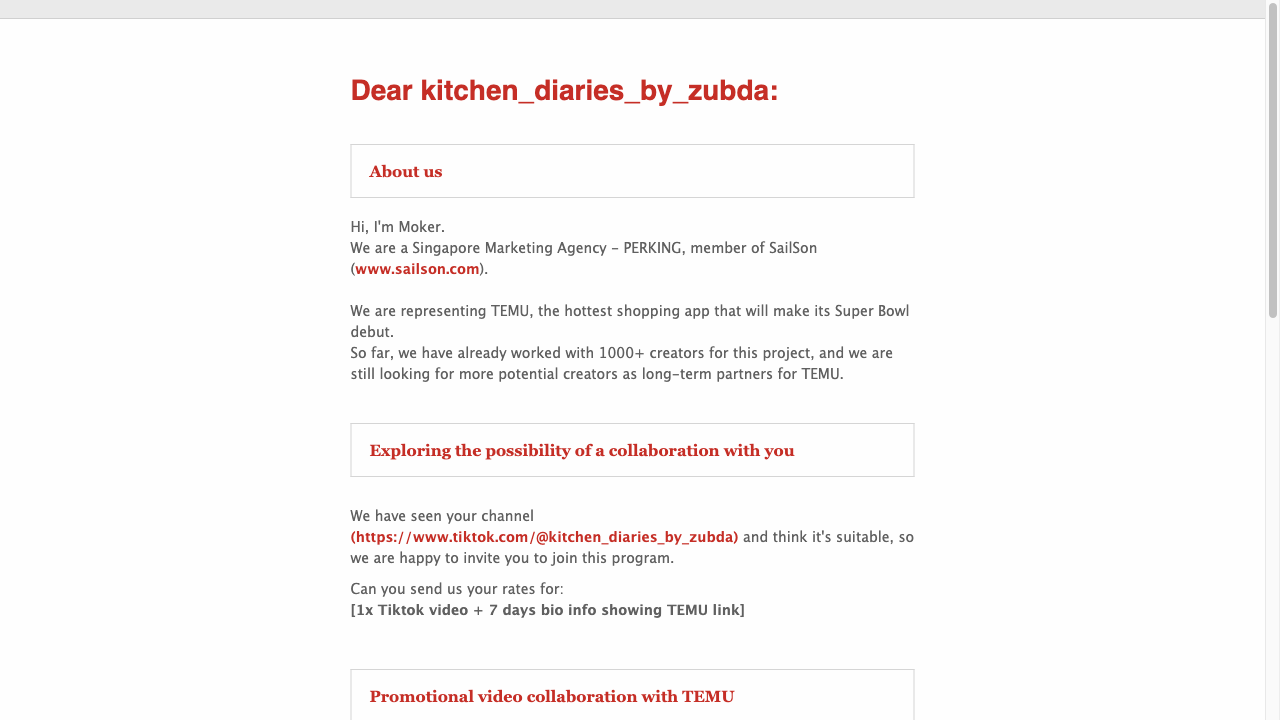 Dear kitchen_diaries_by_zubda:
About us
Hi, I'm Moker.
We are a Singapore Marketing Agency - PERKING, member of SailSon
(www.sailson.com).
We are representing TEMU, the hottest shopping app that will make its Super Bowl
debut.
So far, we have already worked with 1000+ creators for this project, and we are
still looking for more potential creators as long-term partners for TEMU.
Exploring the possibility of a collaboration with you
We have seen your channel
(https://www.tiktok.com/@kitchen_diaries_by_zubda) and think it's suitable, so
we are happy to invite you to join this program.
Can you send us your rates for:
[1x Tiktok video + 7 days bio info showing TEMU link]
Promotional video collaboration with TEMU